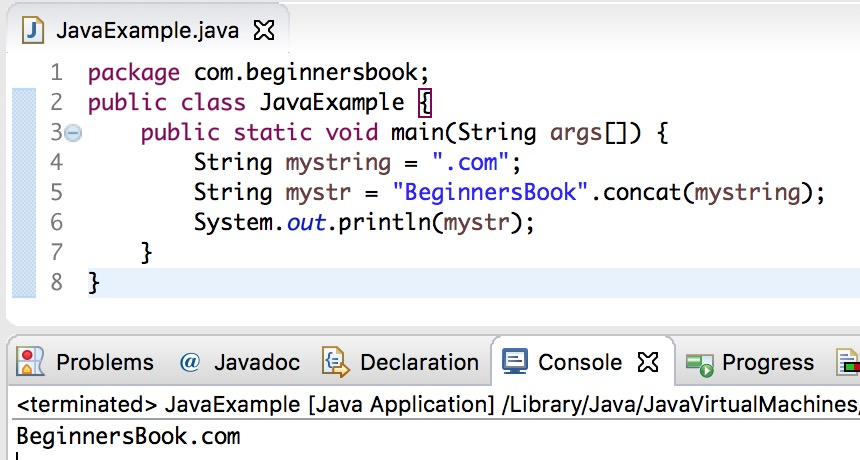 JavaExample.java
1 package com.beginnersbook;
2 public class JavaExample {
3 public static void main(String args[]) {
4 String mystring = ".com";
5 String mystr = "BeginnersBook".concat(mystring);
6 System.out.println(mystr);
7 }
8 }
Problems @ Javadoc Declaration Console Progress
<terminated> JavaExample [Java Application] /Library/Java/JavaVirtualMachines/
BeginnersBook.com